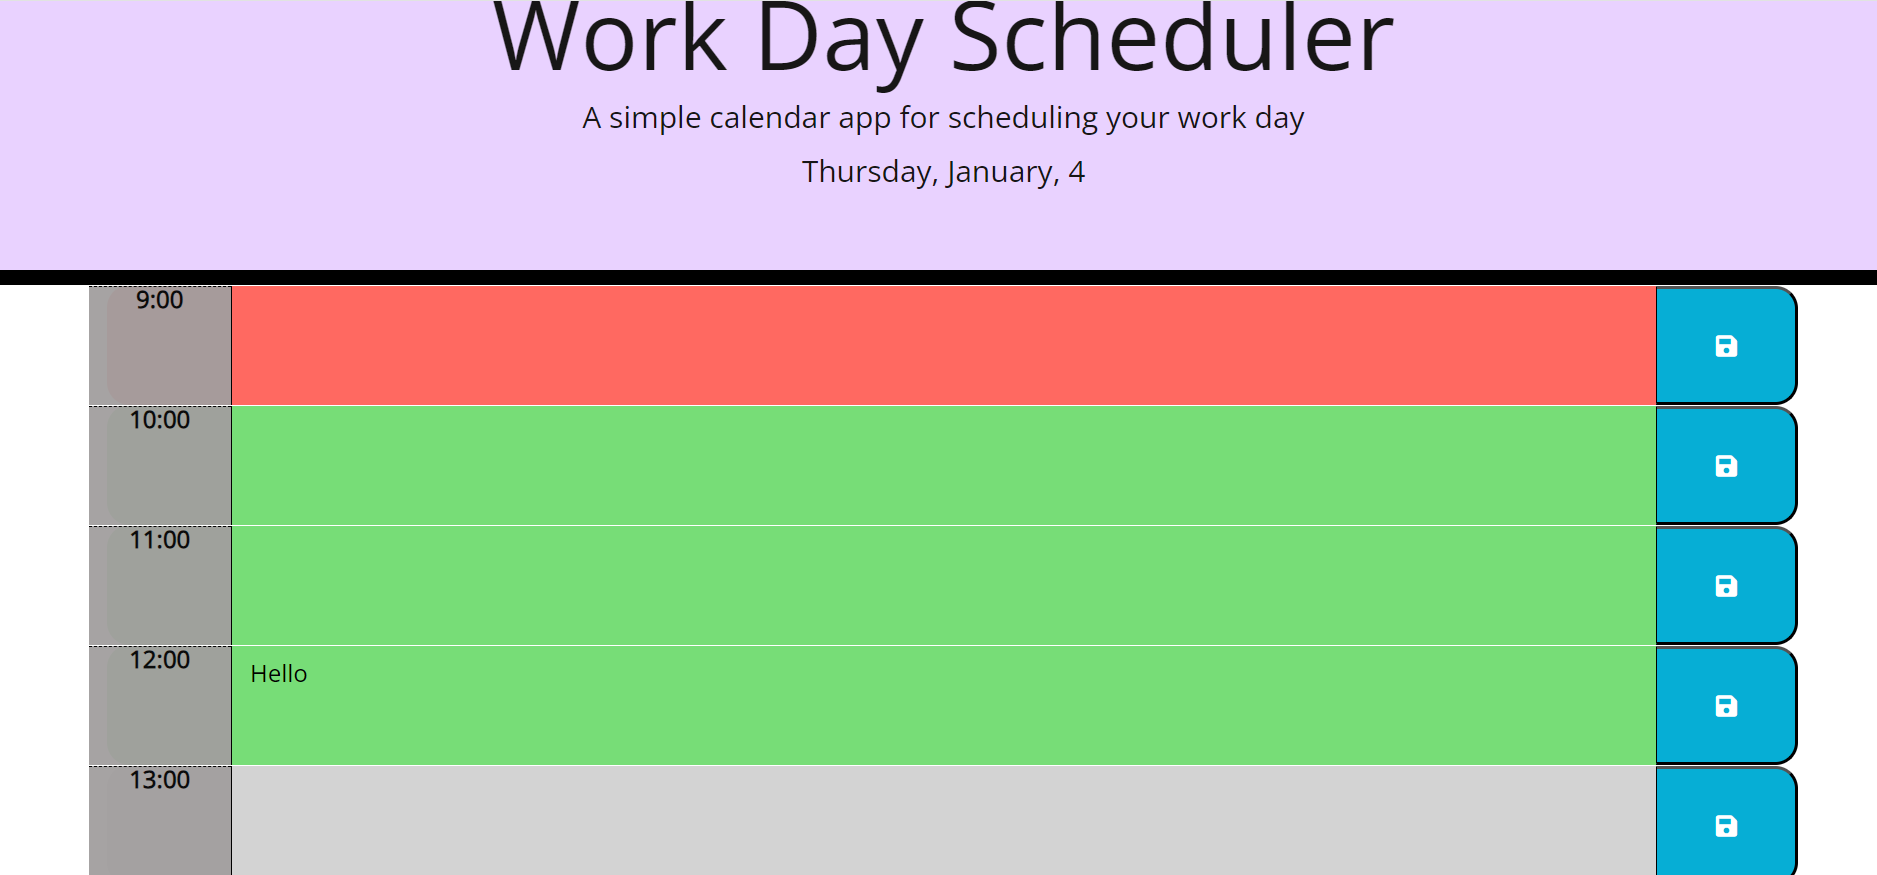 Work Day Scheduler
A simple calendar app for scheduling your work day
Thursday, January, 4
9:00
10:00
11:00
12:00 Hello
13:00